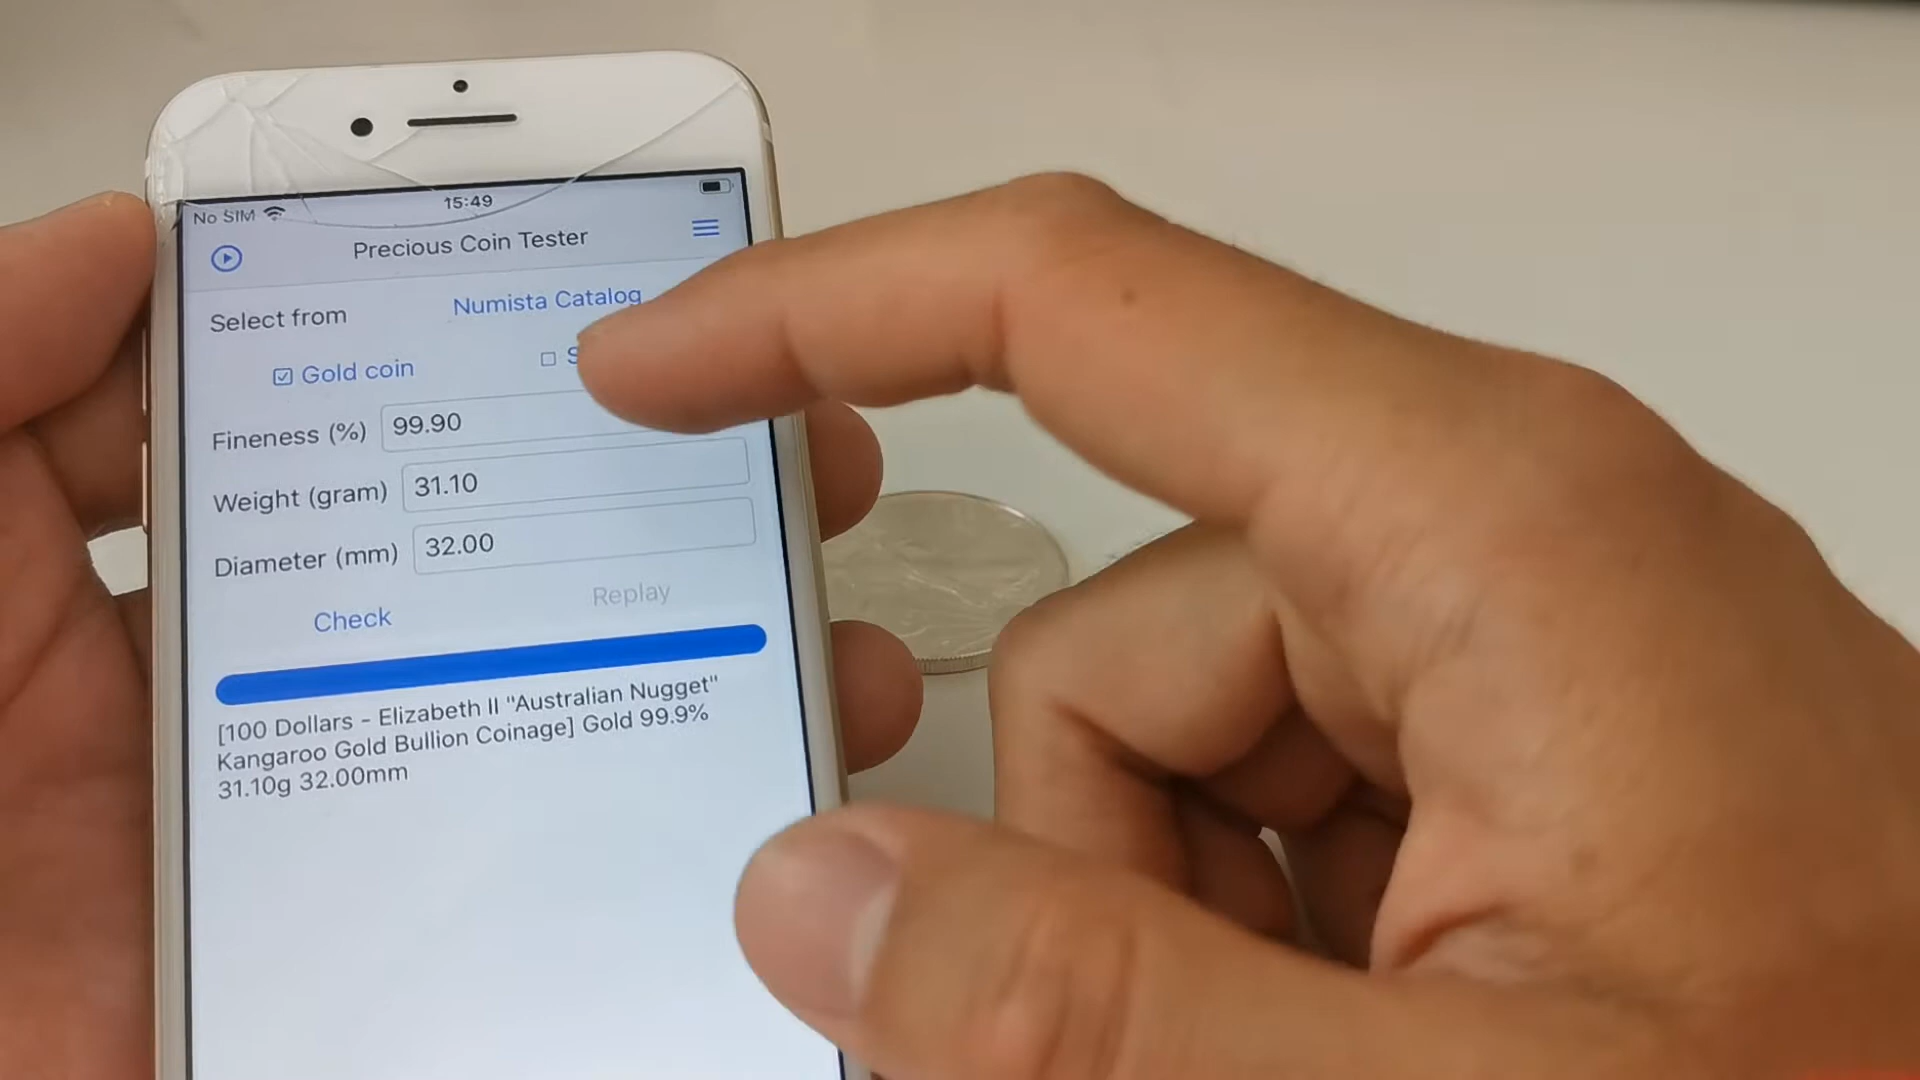 No SIM 15:49
Precious Coin Tester
Select from Numista Catalog
Gold coin
Fineness (%) 99.90
Weight (gram) 31.10
Diameter (mm) 32.00
Check Replay
[100 Dollars - Elizabeth II "Australian Nugget"
Kangaroo Gold Bullion Coinage] Gold 99.9%
31.10g 32.00mm